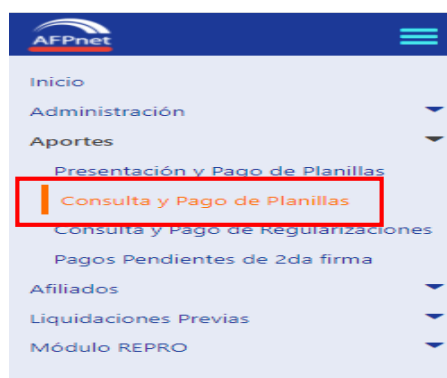 AFPnet
Inicio
Administración
Aportes
Presentación y Pago de Planillas
Consulta y Pago de Planillas
Consulta y Pago de Regularizaciones
Pagos Pendientes de 2da firma
Afiliados
Liquidaciones Previas
Módulo REPRO